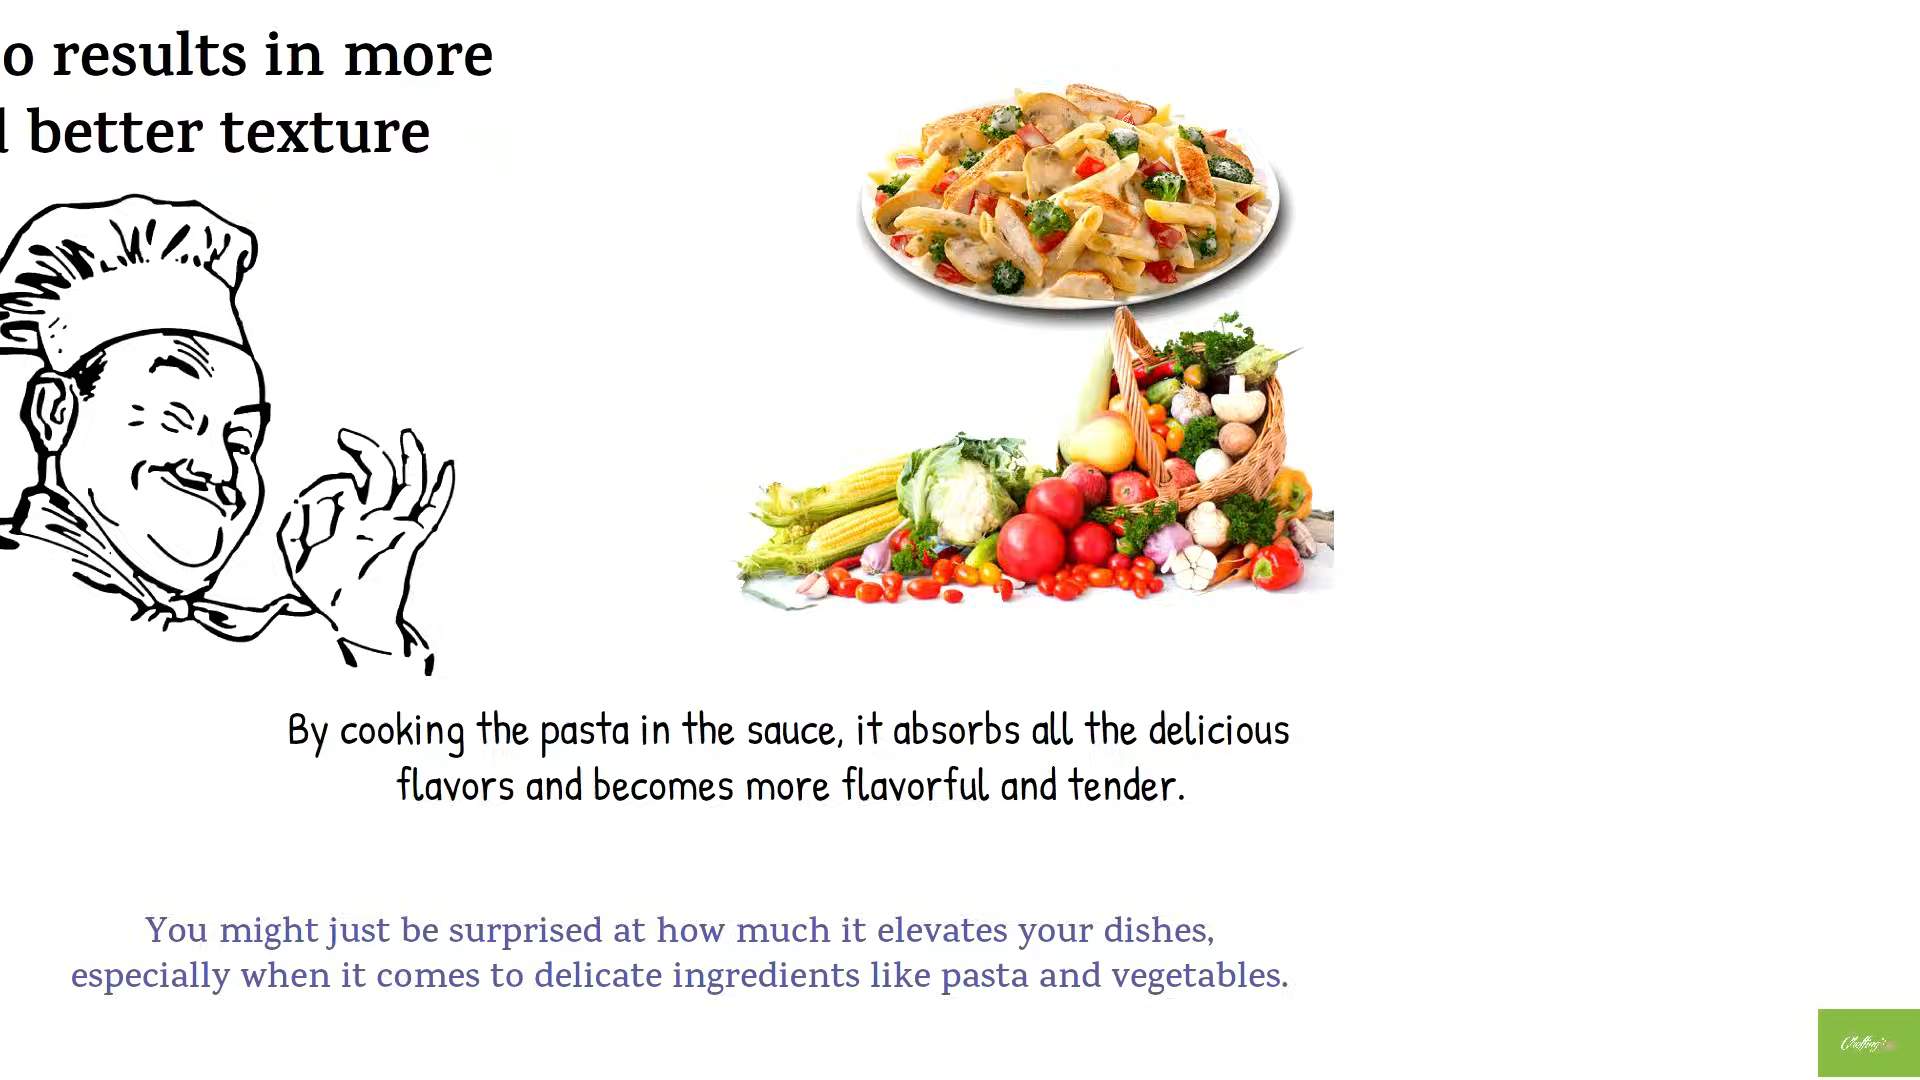 o results in more
better texture
By cooking the pasta in the sauce, it absorbs all the delicious
flavors and becomes more flavorful and tender.
You might just be surprised at how much it elevates your dishes,
especially when it comes to delicate ingredients like pasta and vegetables.